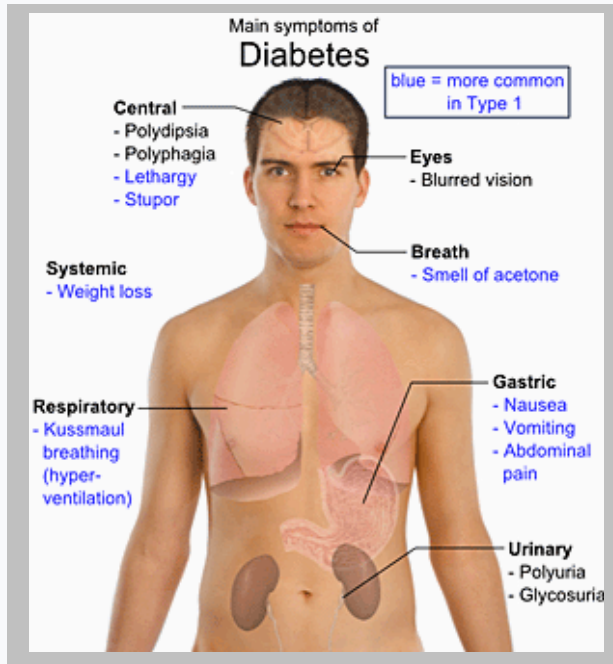 Main symptoms of
Diabetes
blue = more common
in Type 1
Central
- Polydipsia
- Polyphagia
- Lethargy
- Stupor
Eyes
- Blurred vision
Breath
- Smell of acetone
Systemic
- Weight loss
Respiratory
- Kussmaul
breathing
(hyper-
ventilation)
Gastric
- Nausea
- Vomiting
- Abdominal
pain
Urinary
- Polyuria
- Glycosuria